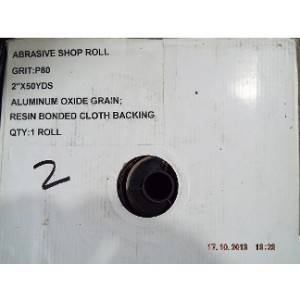 ABRASIVE SHOP ROLL
GRIT:P80
2"X50YDS
ALUMINUM OXIDE GRAIN;
RESIN BONDED CLOTH BACKING
QTY:1 ROLL
2
17.10.2018 18:28